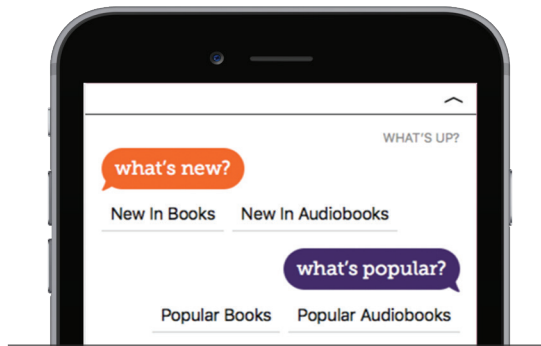 WHAT'S UP?
what's new?
New In Books New In Audiobooks
what's popular?
Popular Books Popular Audiobooks